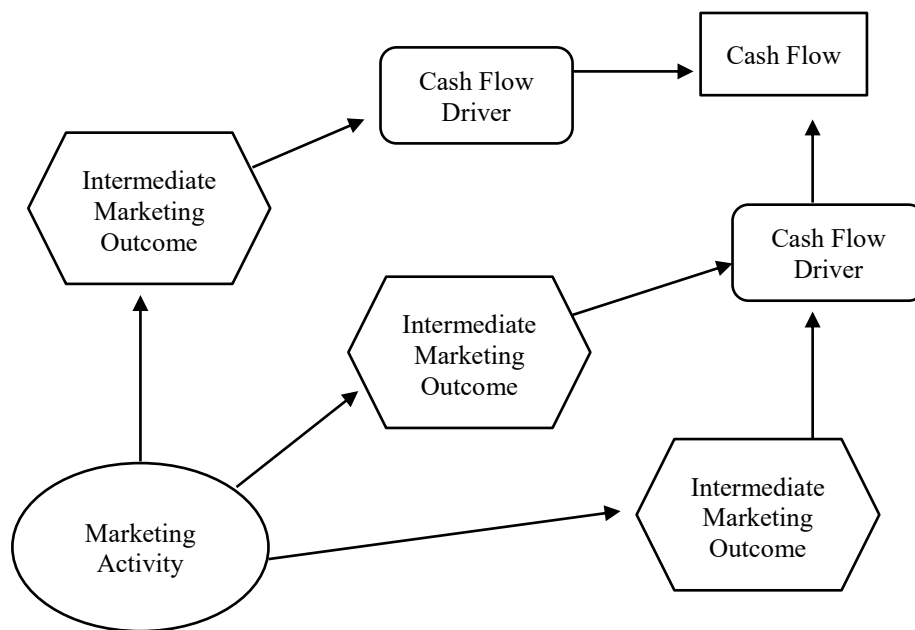 Cash Flow
Cash Flow
Driver
Intermediate
Marketing
Outcome
Cash Flow
Driver
Intermediate
Marketing
Outcome
Intermediate
Marketing
Outcome
Marketing
Activity